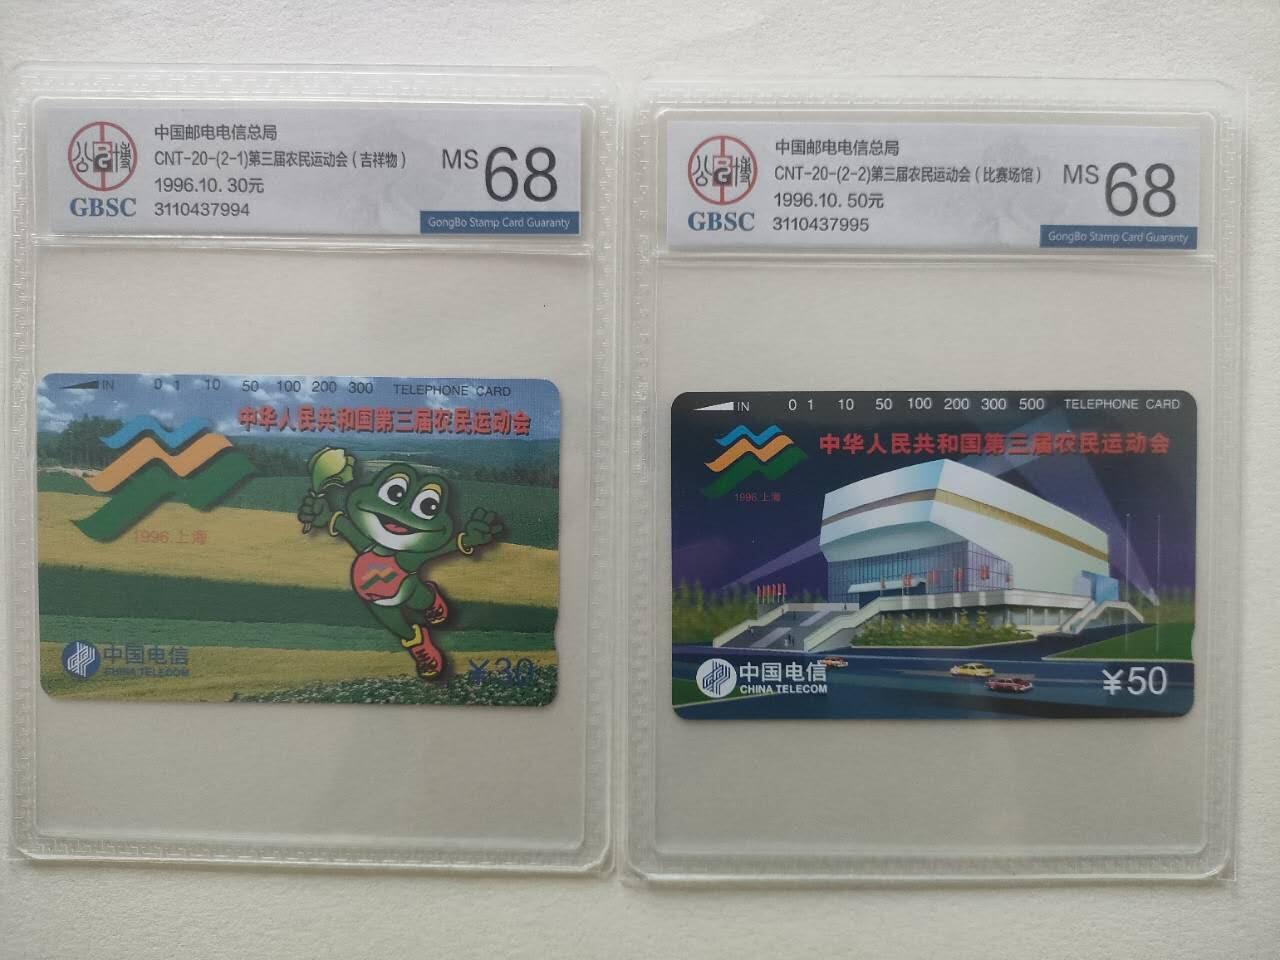 中国邮电电信总局
CNT-20-(2-1)第三届农民运动会(吉祥物)
1996.10. 30元
3110437994
MS 68
GBSC
GongBo Stamp Card Guaranty
公博
IN 0 1 10 50 100 200 300 TELEPHONE CARD
中华人民共和国第三届农民运动会
1996.上海
中国电信
CHINA TELECOM
¥30
中国邮电电信总局
CNT-20-(2-2)第三届农民运动会(比赛场馆)
1996.10. 50元
3110437995
MS 68
GBSC
GongBo Stamp Card Guaranty
公博
IN 0 1 10 50 100 200 300 500 TELEPHONE CARD
中华人民共和国第三届农民运动会
1996.上海
中国电信
CHINA TELECOM
¥50